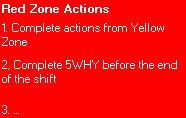 Red Zone Actions
1. Complete actions from Yellow
Zone
2, Complete 5WHY before the end
of the shift
3. ...